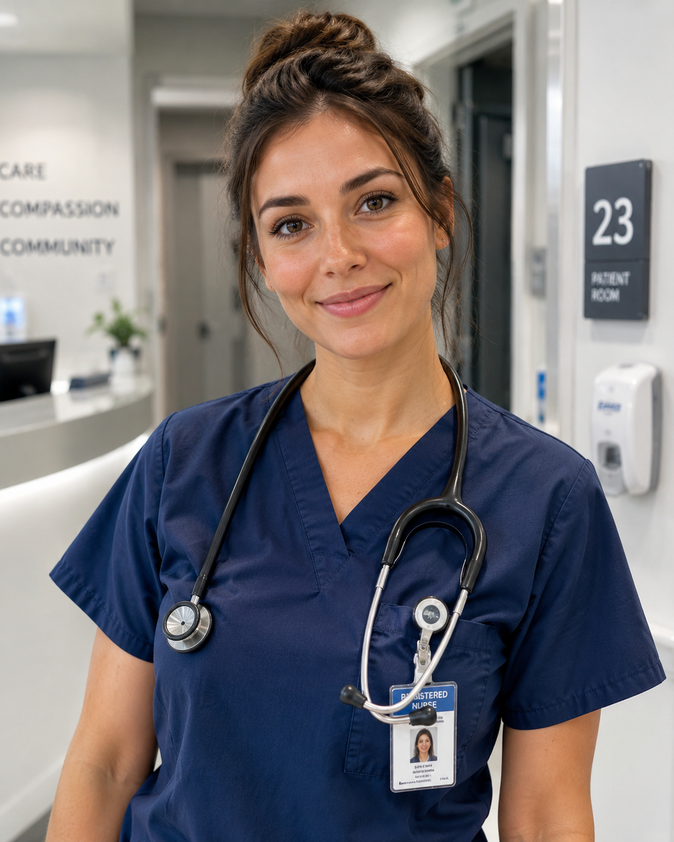 CARE
COMPASSION
COMMUNITY
23
PATIENT
ROOM
REGISTERED
NURSE